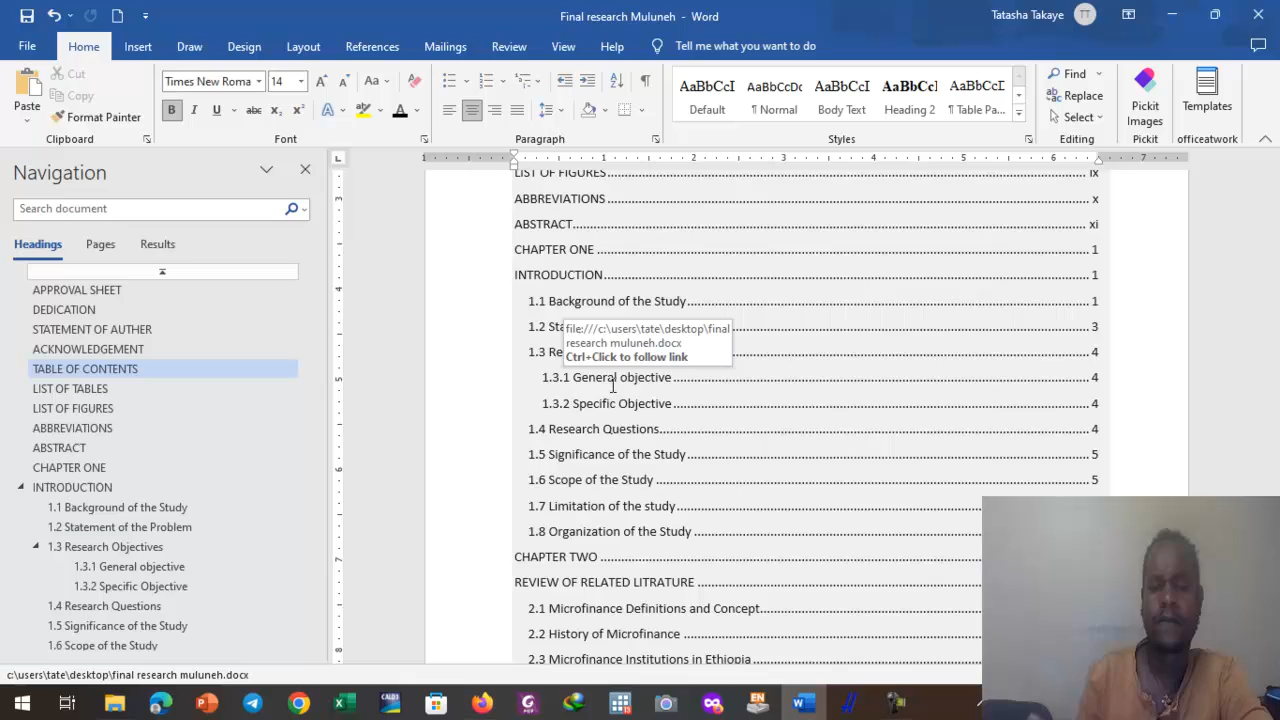 Final research Muluneh - Word
Tatasha Takaye
TT
File
Home
Insert
Draw
Design
Layout
References
Mailings
Review
View
Help
Tell me what you want to do
Paste
Cut
Copy
Format Painter
Clipboard
Times New Roma
14
Font
Paragraph
AaBbCcI
Default
AaBbCcDc
¶ Normal
AaBbCcI
Body Text
AaBbCcI
Heading 2
AaBbCcL
¶ Table Pa...
Styles
Find
Replace
Select
Editing
Pickit Images
Pickit
Templates
officeatwork
Navigation
Search document
Headings
Pages
Results
APPROVAL SHEET
DEDICATION
STATEMENT OF AUTHER
ACKNOWLEDGEMENT
TABLE OF CONTENTS
LIST OF TABLES
LIST OF FIGURES
ABBREVIATIONS
ABSTRACT
CHAPTER ONE
INTRODUCTION
1.1 Background of the Study
1.2 Statement of the Problem
1.3 Research Objectives
1.3.1 General objective
1.3.2 Specific Objective
1.4 Research Questions
1.5 Significance of the Study
1.6 Scope of the Study
LIST OF FIGURES ix
ABBREVIATIONS x
ABSTRACT xi
CHAPTER ONE 1
INTRODUCTION 1
1.1 Background of the Study 1
1.2 Sta 3
1.3 Re 4
file:///c:\users\tate\desktop\final
research muluneh.docx
Ctrl+Click to follow link
1.3.1 General objective 4
1.3.2 Specific Objective 4
1.4 Research Questions 4
1.5 Significance of the Study 5
1.6 Scope of the Study 5
1.7 Limitation of the study
1.8 Organization of the Study
CHAPTER TWO
REVIEW OF RELATED LITRATURE
2.1 Microfinance Definitions and Concept
2.2 History of Microfinance
2.3 Microfinance Institutions in Ethiopia
c:\users\tate\desktop\final research muluneh.docx